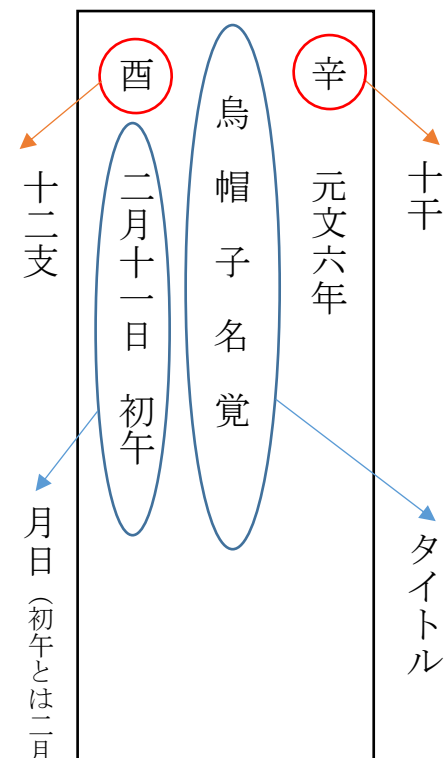 十干
タイトル
辛
元文六年
烏帽子名覚
酉
二月十一日 初午
十二支
月日（初午とは二月